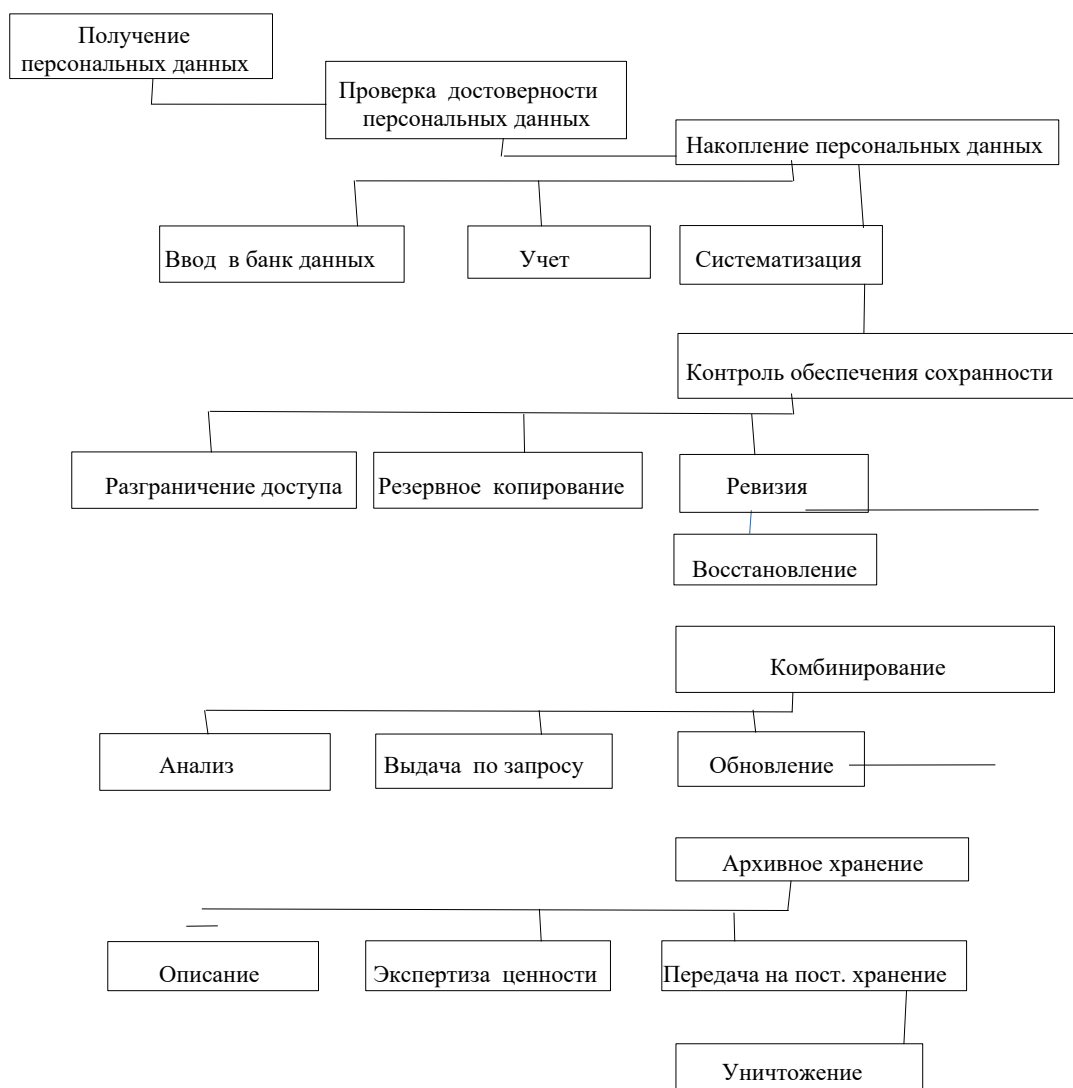 Получение
персональных данных
Проверка достоверности
персональных данных
Накопление персональных данных
Ввод в банк данных
Учет
Систематизация
Контроль обеспечения сохранности
Разграничение доступа
Резервное копирование
Ревизия
Восстановление
Комбинирование
Анализ
Выдача по запросу
Обновление
Архивное хранение
Описание
Экспертиза ценности
Передача на пост. хранение
Уничтожение